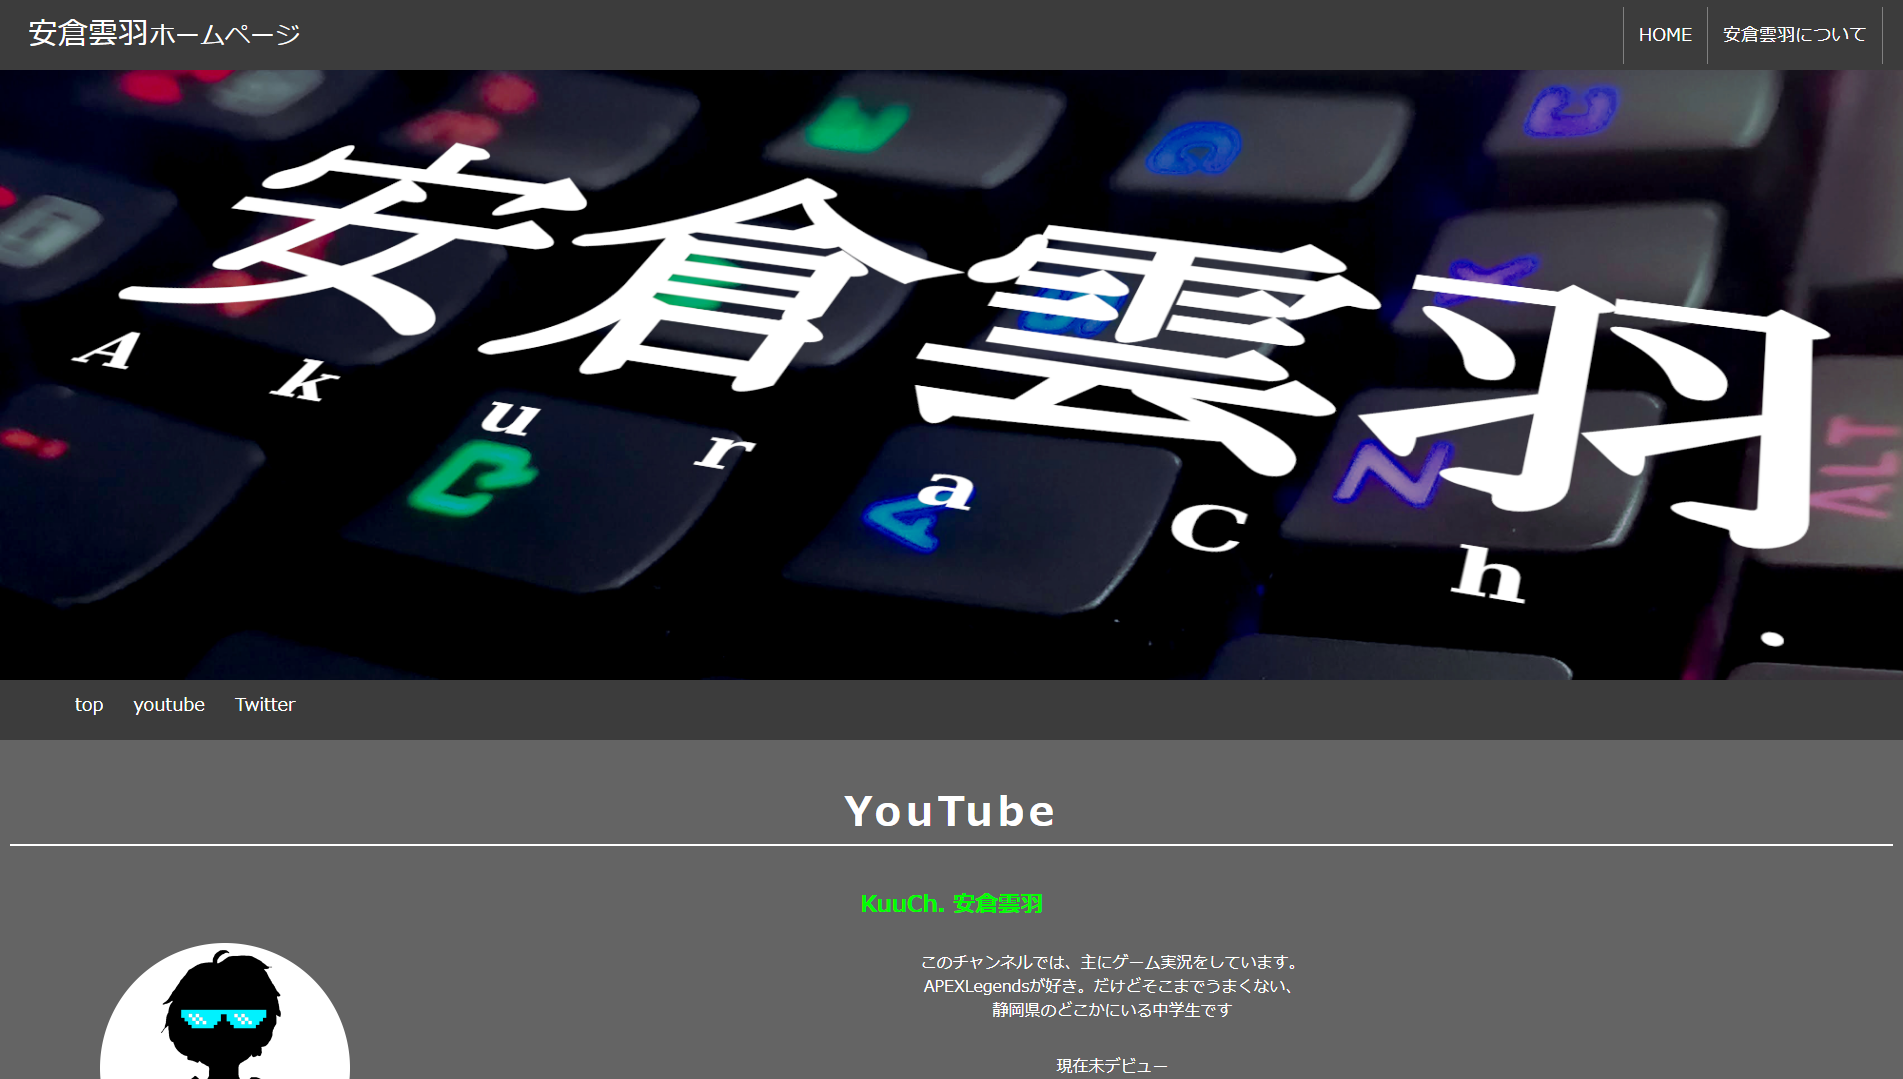 安倉雲羽ホームページ
HOME 安倉雲羽について
安倉雲羽
AkuraCh.
ALT
top youtube Twitter
YouTube
KuuCh. 安倉雲羽
このチャンネルでは、主にゲーム実況をしています。
APEXLegendsが好き。だけどそこまでうまくない、
静岡県のどこかにいる中学生です
現在未デビュー